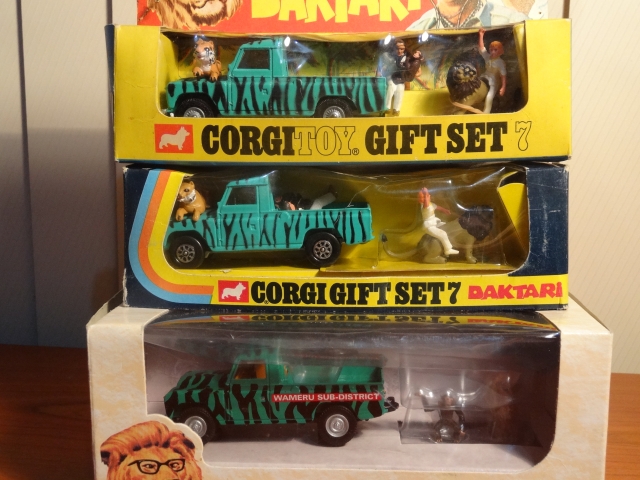 DAKTARI
CORGITOY® GIFT SET 7
CORGI GIFT SET 7 DAKTARI
WAMERU SUB-DISTRICT